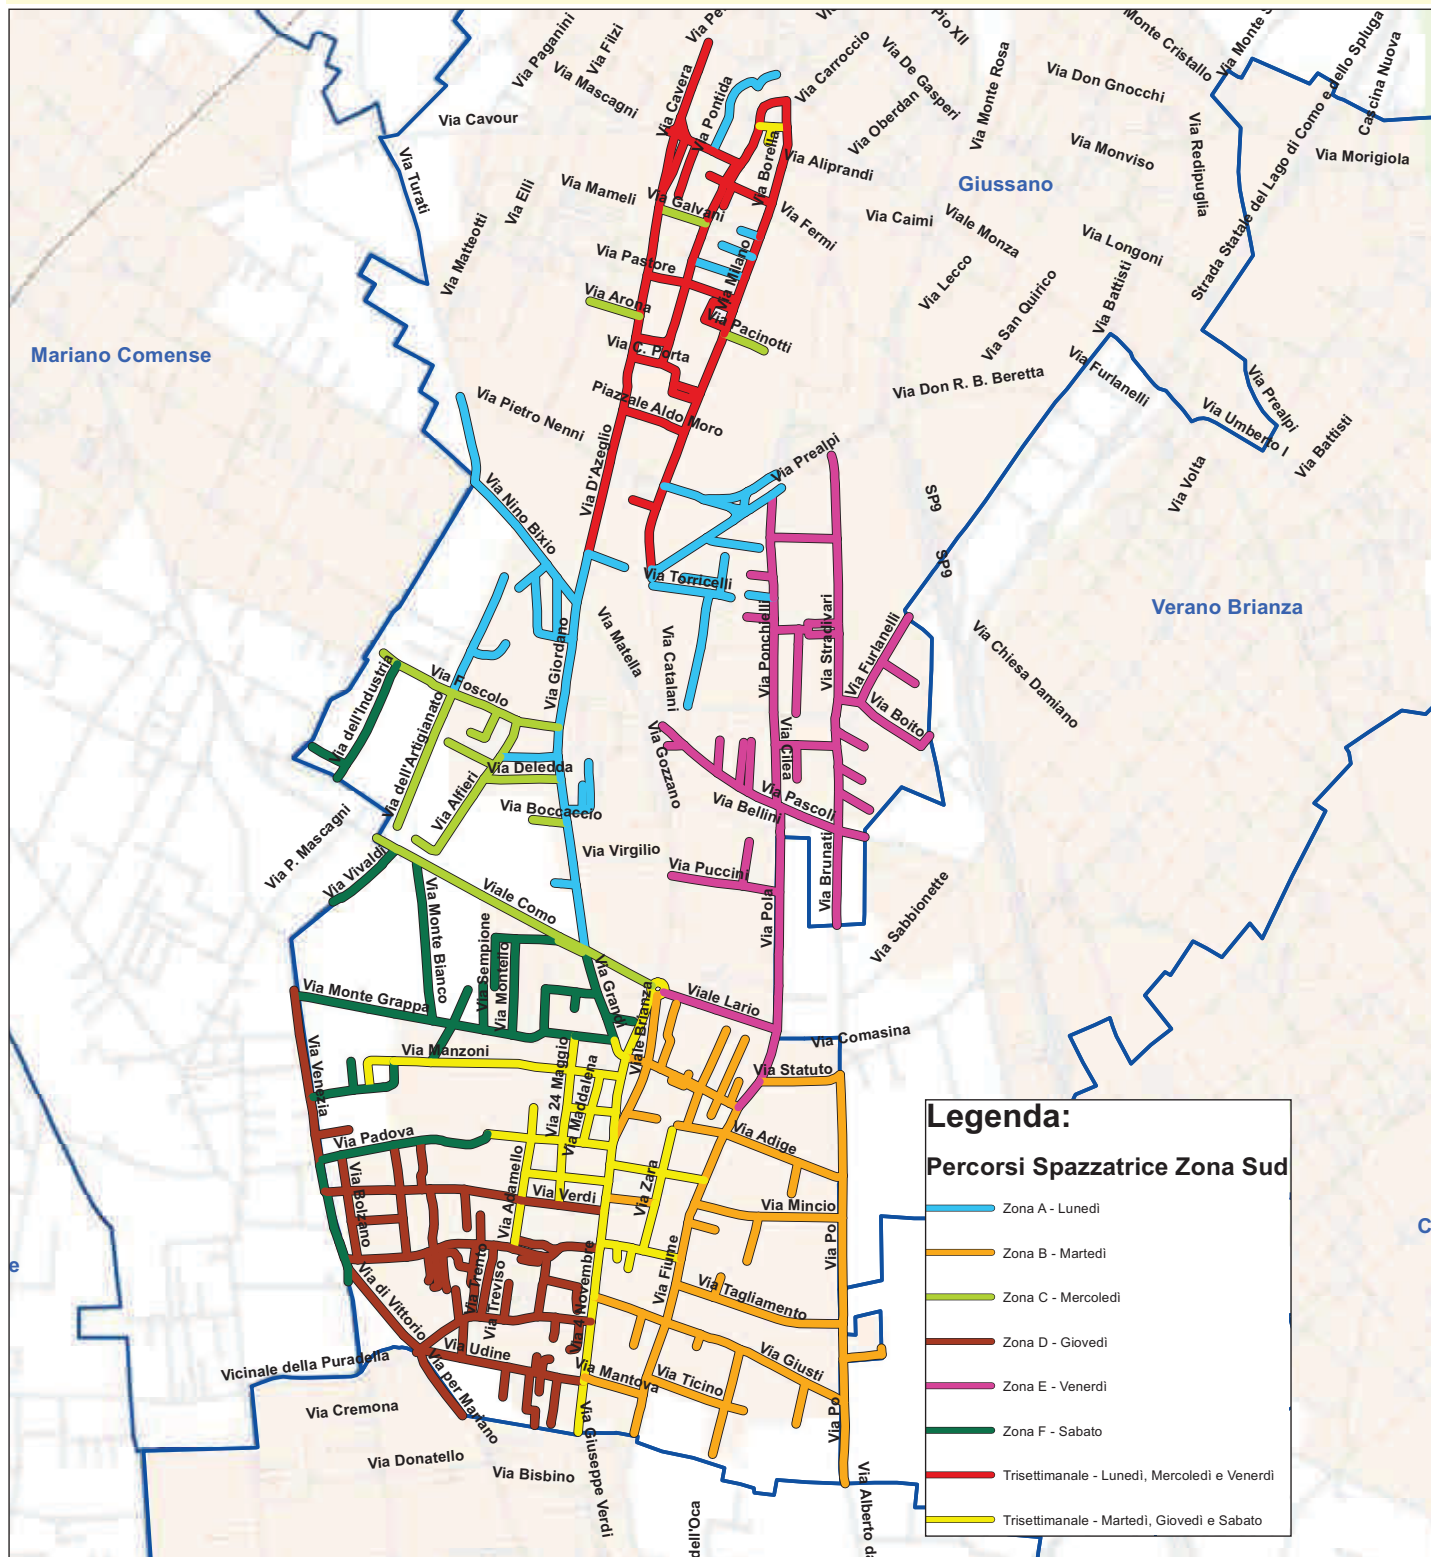 Via Paganini
Via Filzi
Via Mascagni
Via Cavera
Via Pontida
Via Carroccio
Pio XII
Via De Gasperi
Via Oberdan
Via Monte Rosa
Via Don Gnocchi
Monte Cristallo
Strada Statale del Lago di Como e dello Spluga
Cascina Nuova
Via Cavour
Via Turati
Via Borella
Via Aliprandi
Via Monviso
Via Redipuglia
Via Morigiola
Via Mameli
Via Galvani
Via Elli
Via Matteotti
Giussano
Via Fermi
Via Caimi
Viale Monza
Via Longoni
Via Pastore
Via Milano
Via Lecco
Via San Quirico
Via Battisti
Via Arona
Via Pacinotti
Via C. Porta
Mariano Comense
Via Don R. B. Beretta
Via Furlanelli
Via Prealpi
Via Umberto I
Via Battisti
Via Pietro Nenni
Piazzale Aldo Moro
Via D'Azeglio
Via Prealpi
Via Volta
SP9
Via Nino Bixio
SP9
Via Torricelli
Verano Brianza
Via Giordano
Via Matella
Via Catalani
Via Ponchielli
Via Stradivari
Via Furlanelli
Via Chiesa Damiano
Via Foscolo
Via dell'Industria
Via dell'Artigianato
Via Boito
Via Gozzano
Via Cilea
Via Deledda
Via Alfieri
Via Boccaccio
Via Bellini
Via Pascoli
Via P. Mascagni
Via Vivaldi
Via Virgilio
Via Puccini
Via Brunati
Via Pola
Via Sabbionette
Viale Como
Via Monte Bianco
Via Sempione
Via Montello
Via Grandi
Via Monte Grappa
Viale Brianza
Viale Lario
Via Comasina
Via Venezia
Via Manzoni
Via 24 Maggio
Via Maddalena
Via Statuto
Via Padova
Via Adige
Via Bolzano
Via Adamello
Via Verdi
Via Zara
Via Mincio
Via Po
Via Trento
Via Treviso
Via 4 Novembre
Via Fiume
Via Tagliamento
Via di Vittorio
Via Udine
Via Giusti
Via Mantova
Via Ticino
Vicinale della Puradella
Via per Mariano
Via Cremona
Via Po
Via Donatello
Via Bisbino
Via Giuseppe Verdi
dell'Oca
Via Alberto da
Legenda:
Percorsi Spazzatrice Zona Sud
Zona A - Lunedì
Zona B - Martedì
Zona C - Mercoledì
Zona D - Giovedì
Zona E - Venerdì
Zona F - Sabato
Trisettimanale - Lunedì, Mercoledì e Venerdì
Trisettimanale - Martedì, Giovedì e Sabato